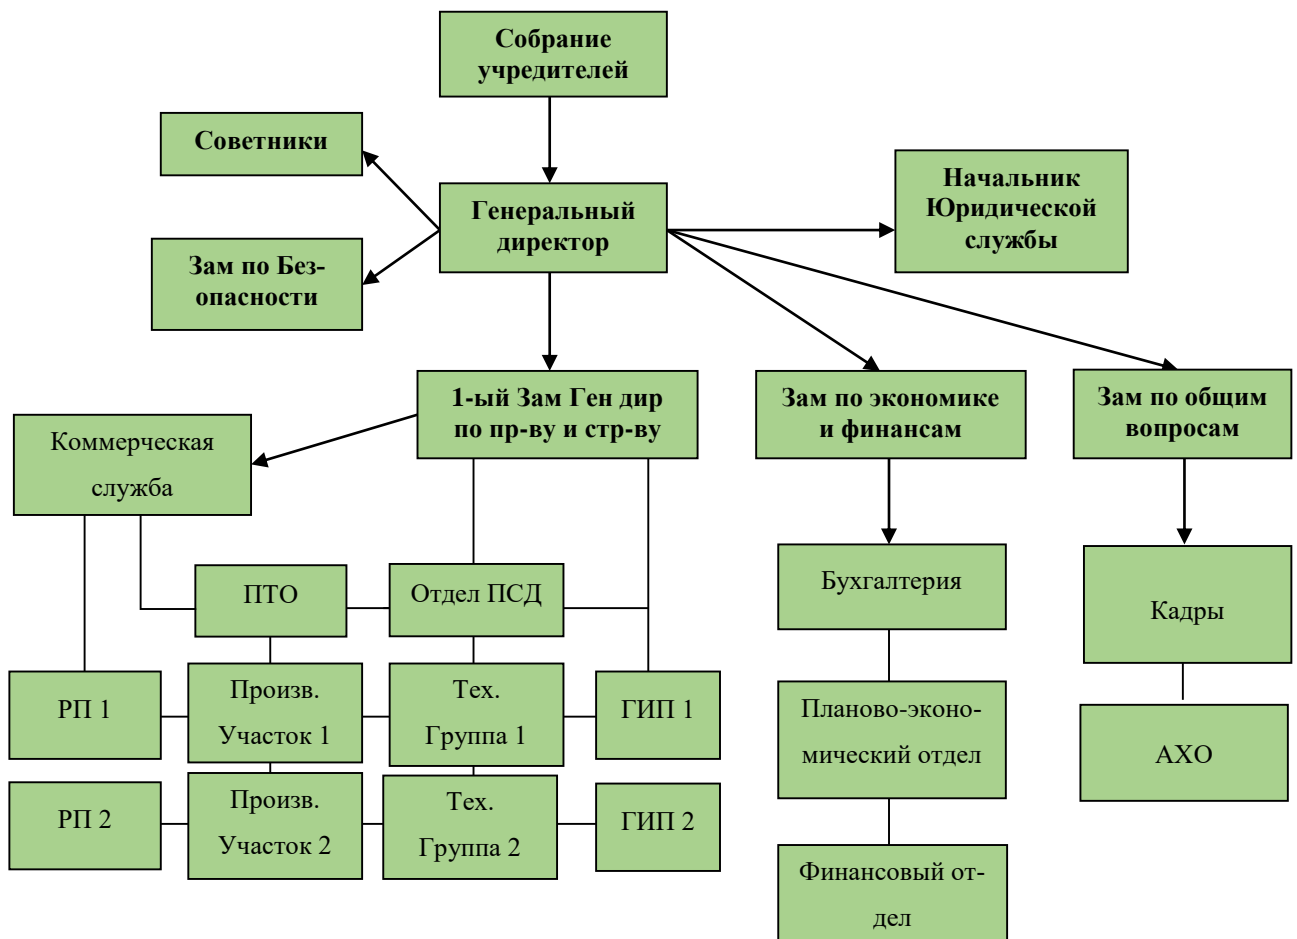 Собрание
учредителей
Советники
Генеральный
директор
Начальник
Юридической
службы
Зам по Без-
опасности
1-ый Зам Ген дир
по пр-ву и стр-ву
Зам по экономике
и финансам
Зам по общим
вопросам
Коммерческая
служба
ПТО
Отдел ПСД
Бухгалтерия
Кадры
РП 1
Произв.
Участок 1
Тех.
Группа 1
ГИП 1
Планово-эконо-
мический отдел
АХО
РП 2
Произв.
Участок 2
Тех.
Группа 2
ГИП 2
Финансовый от-
дел